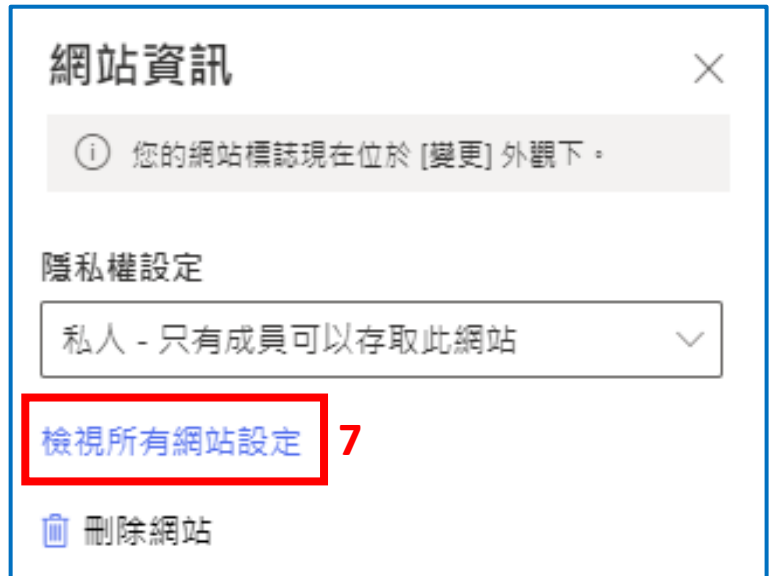 網站資訊
您的網站標誌現在位於 [變更] 外觀下。
隱私權設定
私人 - 只有成員可以存取此網站
檢視所有網站設定 7
刪除網站